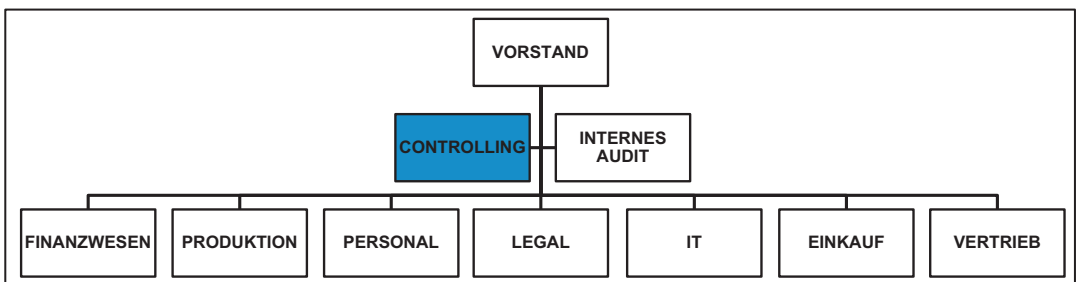 VORSTAND
CONTROLLING
INTERNES
AUDIT
FINANZWESEN
PRODUKTION
PERSONAL
LEGAL
IT
EINKAUF
VERTRIEB